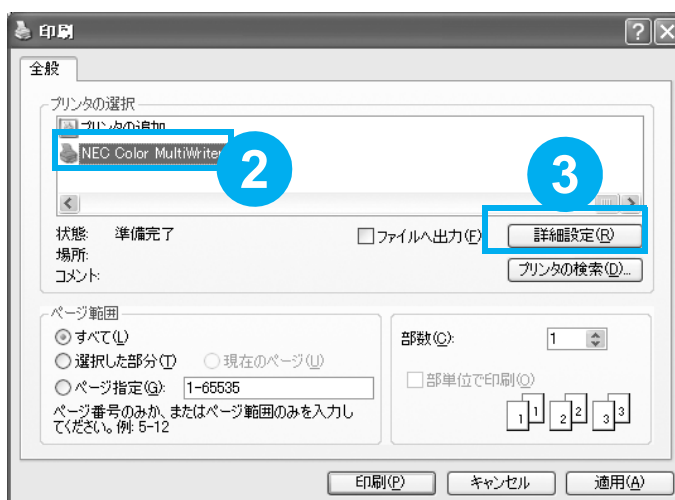 印刷
全般
プリンタの選択
プリンタの追加
NEC Color MultiWriter
2
3
状態: 準備完了
場所:
コメント:
ファイルへ出力(F)
詳細設定(R)
プリンタの検索(D)...
ページ範囲
すべて(L)
選択した部分(T) 現在のページ(U)
ページ指定(G): 1-65535
ページ番号のみか、またはページ範囲のみを入力し
てください。例: 5-12
部数(C): 1
部単位で印刷(O)
1 1 2 2 3 3
印刷(P) キャンセル 適用(A)